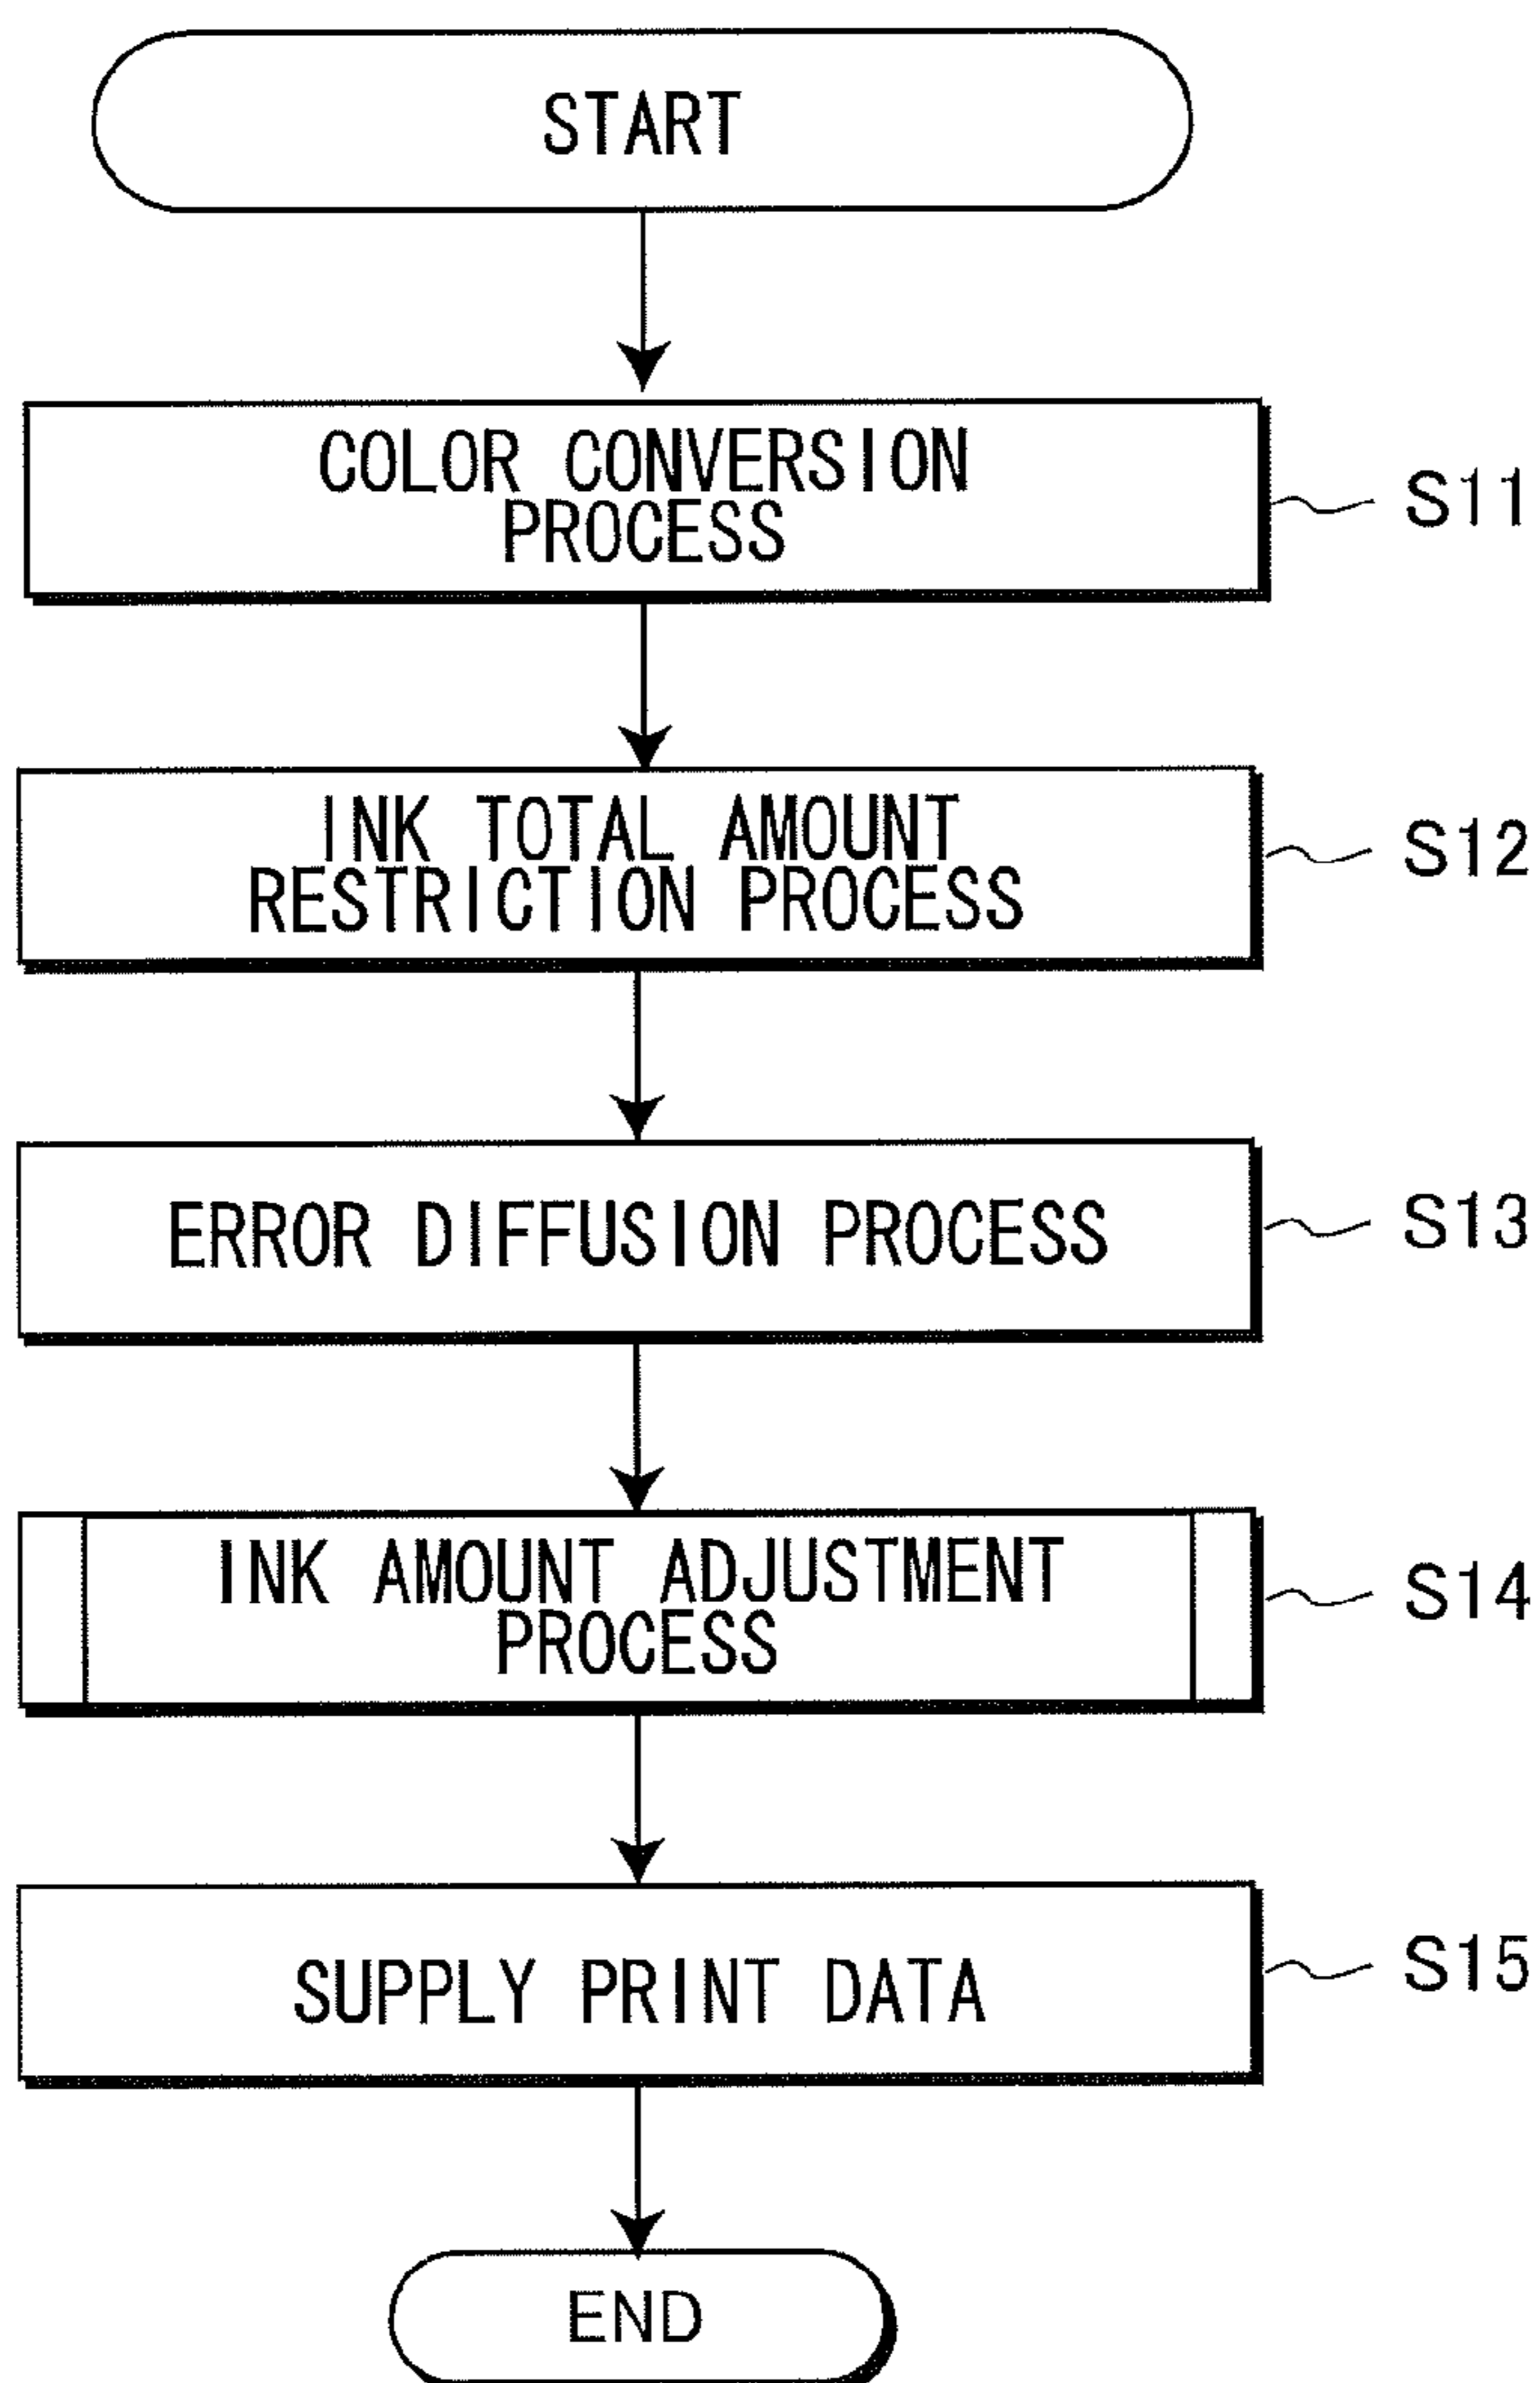 START
COLOR CONVERSION
PROCESS
S11
INK TOTAL AMOUNT
RESTRICTION PROCESS
S12
ERROR DIFFUSION PROCESS
S13
INK AMOUNT ADJUSTMENT
PROCESS
S14
SUPPLY PRINT DATA
S15
END